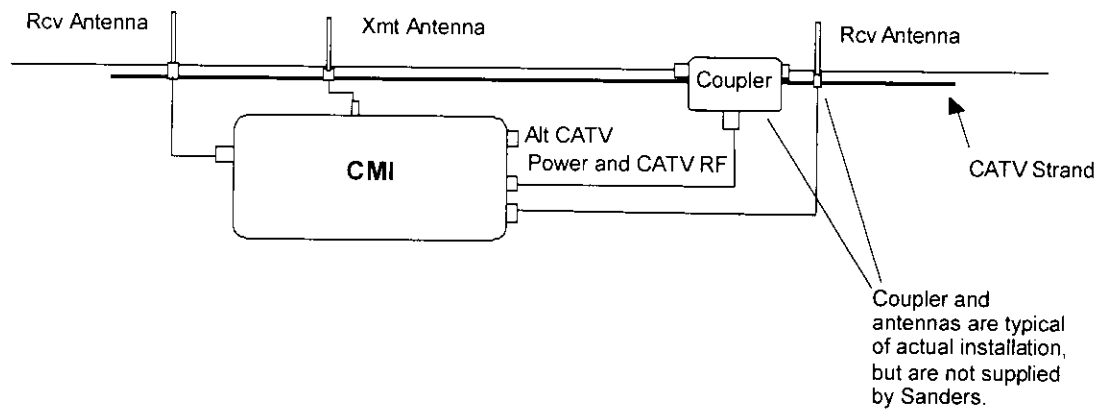 Rcv Antenna
Xmt Antenna
Rcv Antenna
Coupler
Alt CATV
Power and CATV RF
CMI
CATV Strand
Coupler and
antennas are typical
of actual installation,
but are not supplied
by Sanders.